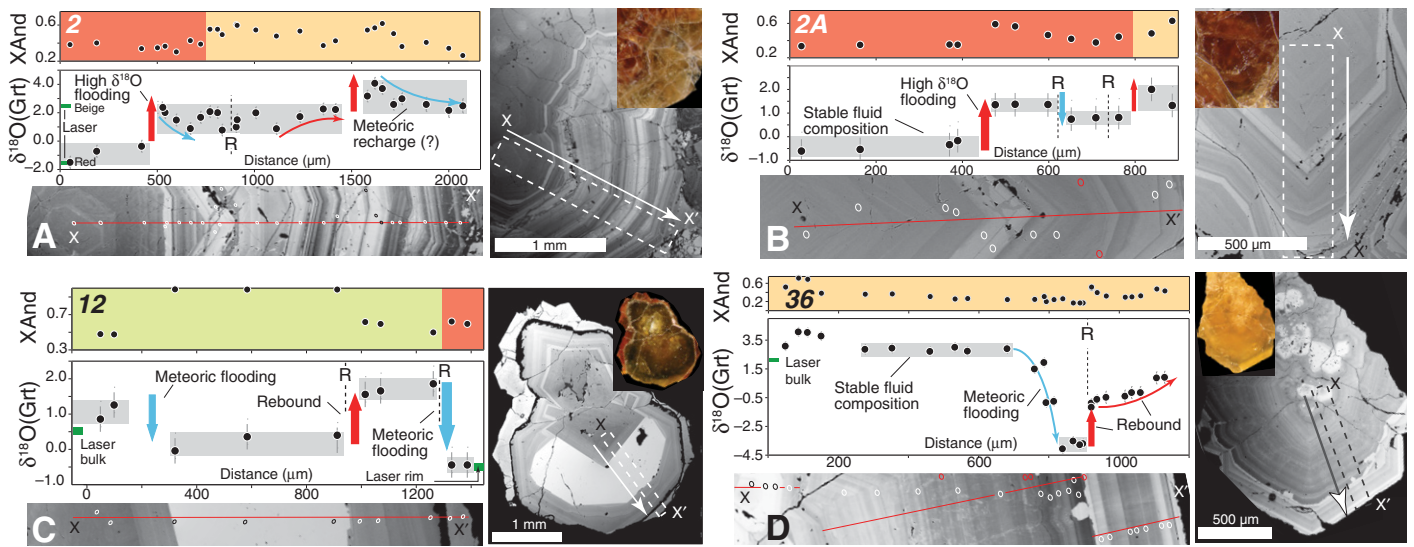 2
XAnd
0.6
0.2
δ¹⁸O(Grt)
4.0
2.0
0.0
–2.0
High δ¹⁸O
flooding
Beige
Laser
Red
R
Meteoric
recharge (?)
Distance (µm)
0
500
1000
1500
2000
X
X'
A
X
X'
1 mm
2A
XAnd
0.6
0.2
δ¹⁸O(Grt)
2.0
1.0
0.0
–1.0
Stable fluid
composition
High δ¹⁸O
flooding
R
R
Distance (µm)
0
200
400
600
800
X
X'
B
X
X
500 µm
12
XAnd
0.7
0.3
δ¹⁸O(Grt)
2.0
1.0
0.0
–1.0
Meteoric flooding
Rebound
R
R
Meteoric
flooding
Laser
bulk
Distance (µm)
Laser rim
0
400
800
1200
X
X'
C
X
X'
1 mm
36
XAnd
0.6
0.2
δ¹⁸O(Grt)
3.5
1.5
–0.5
–2.5
–4.5
Laser
bulk
Stable fluid
composition
Meteoric
flooding
R
Rebound
Distance (µm)
200
600
1000
X
X'
D
X
X'
500 µm